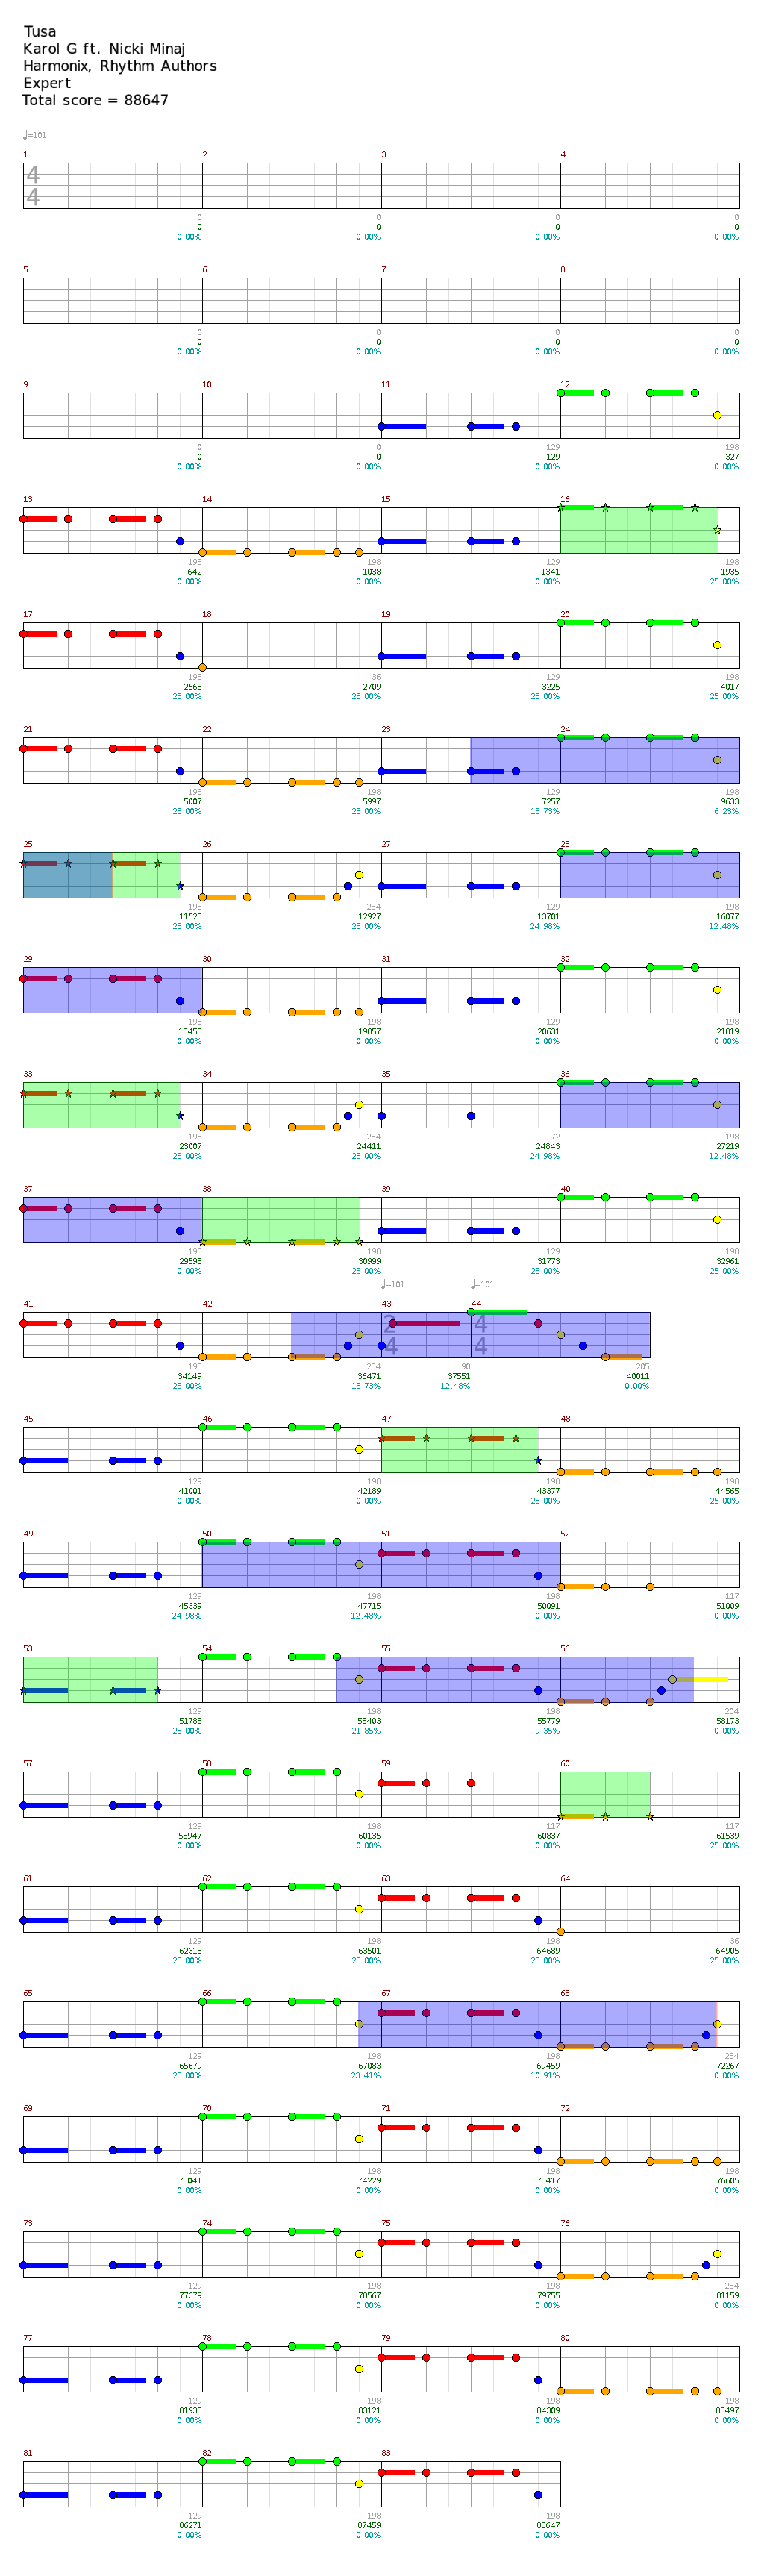 Tusa
Karol G ft. Nicki Minaj
Harmonix, Rhythm Authors
Expert
Total score = 88647
♩=101
1 2 3 4
4
4
0 0 0 0
0 0 0 0
0.00% 0.00% 0.00% 0.00%
5 6 7 8
0 0 0 0
0 0 0 0
0.00% 0.00% 0.00% 0.00%
9 10 11 12
0 0 129 198
0 0 129 327
0.00% 0.00% 0.00% 0.00%
13 14 15 16
198 198 129 198
642 1038 1341 1935
0.00% 0.00% 0.00% 25.00%
17 18 19 20
198 36 129 198
2565 2709 3225 4017
25.00% 25.00% 25.00% 25.00%
21 22 23 24
198 198 129 198
5007 5997 7257 9633
25.00% 25.00% 18.73% 6.23%
25 26 27 28
198 234 129 198
11523 12927 13701 16077
25.00% 25.00% 24.98% 12.48%
29 30 31 32
198 198 129 198
18453 19857 20631 21819
0.00% 0.00% 0.00% 0.00%
33 34 35 36
198 234 72 198
23007 24411 24843 27219
25.00% 25.00% 24.98% 12.48%
37 38 39 40
198 198 129 198
29595 30999 31773 32961
0.00% 25.00% 25.00% 25.00%
♩=101 ♩=101
41 42 43 44
2 4
4 4
198 234 90 205
34149 36471 37551 40011
25.00% 18.73% 12.48% 0.00%
45 46 47 48
129 198 198 198
41001 42189 43377 44565
0.00% 0.00% 25.00% 25.00%
49 50 51 52
129 198 198 117
45339 47715 50091 51009
24.98% 12.48% 0.00% 0.00%
53 54 55 56
129 198 198 204
51783 53403 55779 58173
25.00% 21.85% 9.35% 0.00%
57 58 59 60
129 198 117 117
58947 60135 60837 61539
0.00% 0.00% 0.00% 25.00%
61 62 63 64
129 198 198 36
62313 63501 64689 64905
25.00% 25.00% 25.00% 25.00%
65 66 67 68
129 198 198 234
65679 67083 69459 72267
25.00% 23.41% 10.91% 0.00%
69 70 71 72
129 198 198 198
73041 74229 75417 76605
0.00% 0.00% 0.00% 0.00%
73 74 75 76
129 198 198 234
77379 78567 79755 81159
0.00% 0.00% 0.00% 0.00%
77 78 79 80
129 198 198 198
81933 83121 84309 85497
0.00% 0.00% 0.00% 0.00%
81 82 83
129 198 198
86271 87459 88647
0.00% 0.00% 0.00%